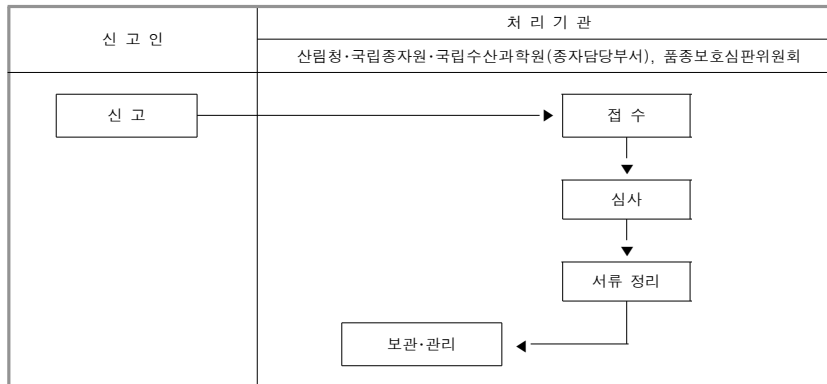 신 고 인
처 리 기 관
산림청·국립종자원·국립수산과학원(종자담당부서), 품종보호심판위원회
신 고
접 수
심사
서류 정리
보관·관리